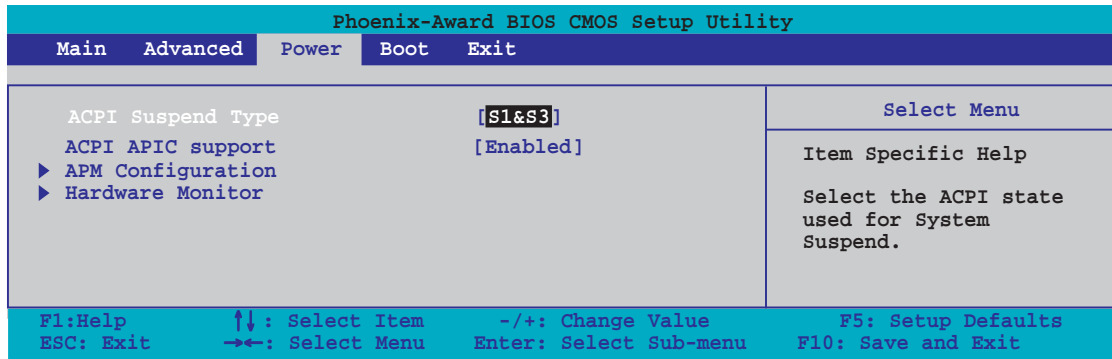 Phoenix-Award BIOS CMOS Setup Utility
Main Advanced Power Boot Exit
ACPI Suspend Type [S1&S3]
ACPI APIC support [Enabled]
APM Configuration
Hardware Monitor
Select Menu
Item Specific Help
Select the ACPI state
used for System
Suspend.
F1:Help ↑↓: Select Item -/+: Change Value F5: Setup Defaults
ESC: Exit →←: Select Menu Enter: Select Sub-menu F10: Save and Exit